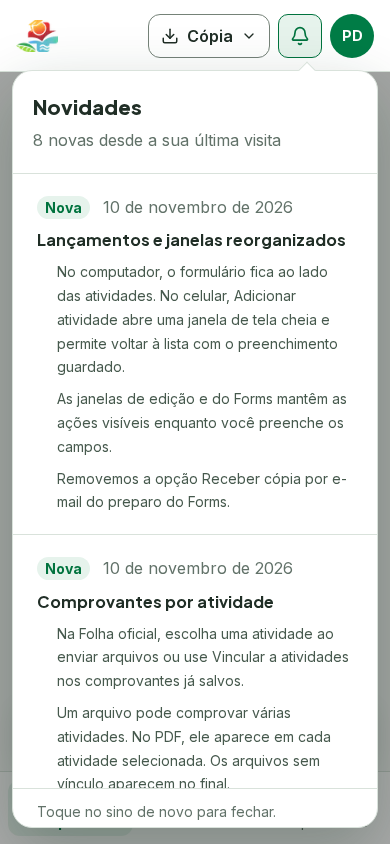 Cópia
PD
Novidades
8 novas desde a sua última visita
Nova 10 de novembro de 2026
Lançamentos e janelas reorganizados
No computador, o formulário fica ao lado
das atividades. No celular, Adicionar
atividade abre uma janela de tela cheia e
permite voltar à lista com o preenchimento
guardado.
As janelas de edição e do Forms mantêm as
ações visíveis enquanto você preenche os
campos.
Removemos a opção Receber cópia por e-
mail do preparo do Forms.
Nova 10 de novembro de 2026
Comprovantes por atividade
Na Folha oficial, escolha uma atividade ao
enviar arquivos ou use Vincular a atividades
nos comprovantes já salvos.
Um arquivo pode comprovar várias
atividades. No PDF, ele aparece em cada
atividade selecionada. Os arquivos sem
vínculo aparecem no final.
Toque no sino de novo para fechar.